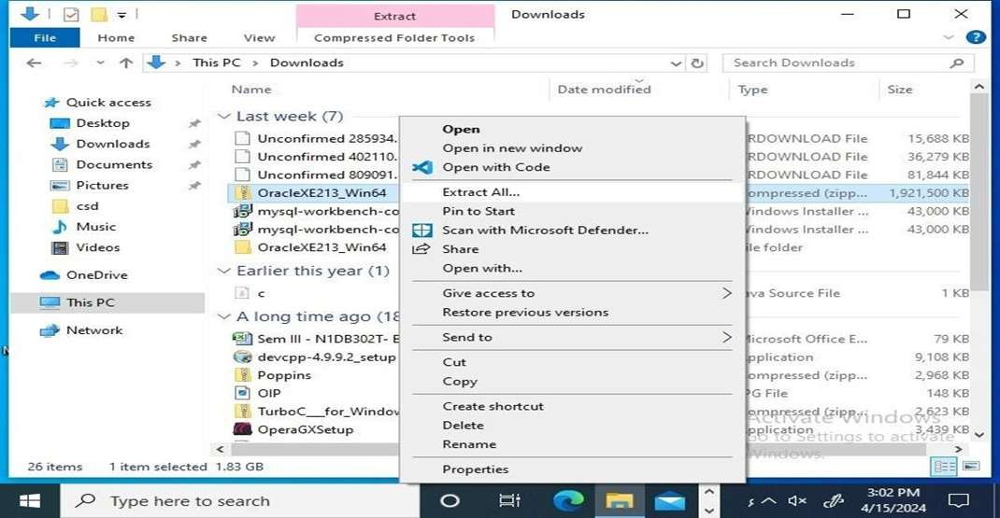 Extract
Downloads
File
Home
Share
View
Compressed Folder Tools
This PC
Downloads
Search Downloads
Name
Date modified
Type
Size
Quick access
Desktop
Downloads
Documents
Pictures
csd
Music
Videos
OneDrive
This PC
Network
Last week (7)
Unconfirmed 285934. RDOWNLOAD File 15,688 KB
Unconfirmed 402110. RDOWNLOAD File 36,279 KB
Unconfirmed 809091. RDOWNLOAD File 81,844 KB
OracleXE213_Win64 ompressed (zipp... 1,921,500 KB
mysql-workbench-co indows Installer ... 43,000 KB
mysql-workbench-co indows Installer ... 43,000 KB
OracleXE213_Win64 ile folder
Earlier this year (1)
c ava Source File 1 KB
A long time ago (18
Sem III - N1DB302T- E Microsoft Office E... 79 KB
devcpp-4.9.9.2_setup pplication 9,108 KB
Poppins ompressed (zipp... 2,968 KB
OIP PG File 148 KB
TurboC___for_Window ompressed (zipp... 2,623 KB
OperaGXSetup pplication 3,439 KB
Open
Open in new window
Open with Code
Extract All...
Pin to Start
Scan with Microsoft Defender...
Share
Open with...
Give access to
Restore previous versions
Send to
Cut
Copy
Create shortcut
Delete
Rename
Properties
Activate Windows
Go to Settings to activate
Windows.
26 items 1 item selected 1.83 GB
Type here to search
3:02 PM
4/15/2024